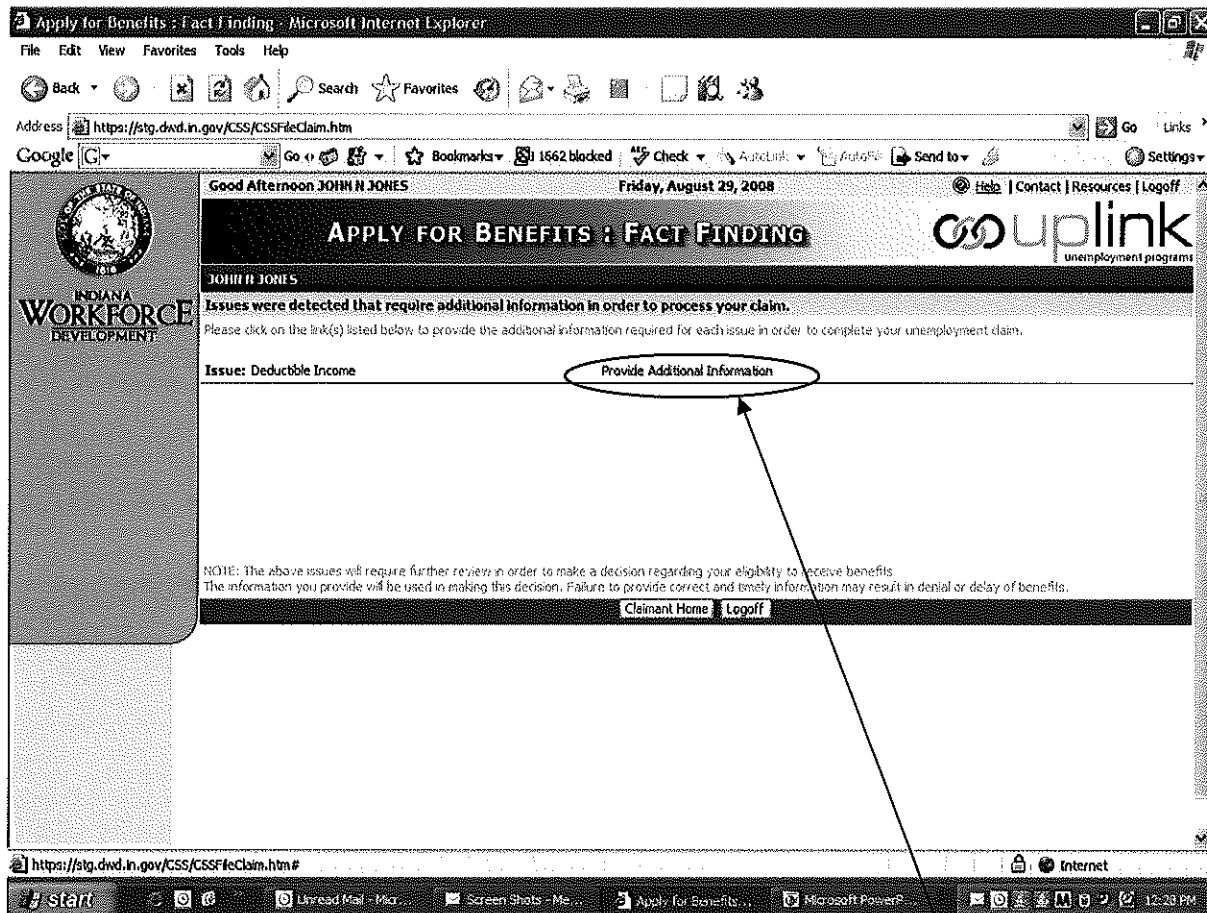 Apply for Benefits : Fact Finding - Microsoft Internet Explorer
File Edit View Favorites Tools Help
Back Search Favorites
Address https://stg.dwd.in.gov/CSS/CSSFileClaim.htm Go Links
Google G Go Bookmarks 1662 blocked Check AutoLink AutoFill Send to Settings
Good Afternoon JOHN N JONES Friday, August 29, 2008 Help | Contact | Resources | Logoff
APPLY FOR BENEFITS : FACT FINDING
uplink
unemployment programs
JOHN N JONES
INDIANA
WORKFORCE
DEVELOPMENT
Issues were detected that require additional information in order to process your claim.
Please click on the link(s) listed below to provide the additional information required for each issue in order to complete your unemployment claim.
Issue: Deductible Income Provide Additional Information
NOTE: The above issues will require further review in order to make a decision regarding your eligibility to receive benefits
The information you provide will be used in making this decision. Failure to provide correct and timely information may result in denial or delay of benefits.
Claimant Home Logoff
https://stg.dwd.in.gov/CSS/CSSFileClaim.htm# Internet
start Unread Mail - Micr... Screen Shots - Me... Apply for Benefits ... Microsoft PowerP... 12:28 PM